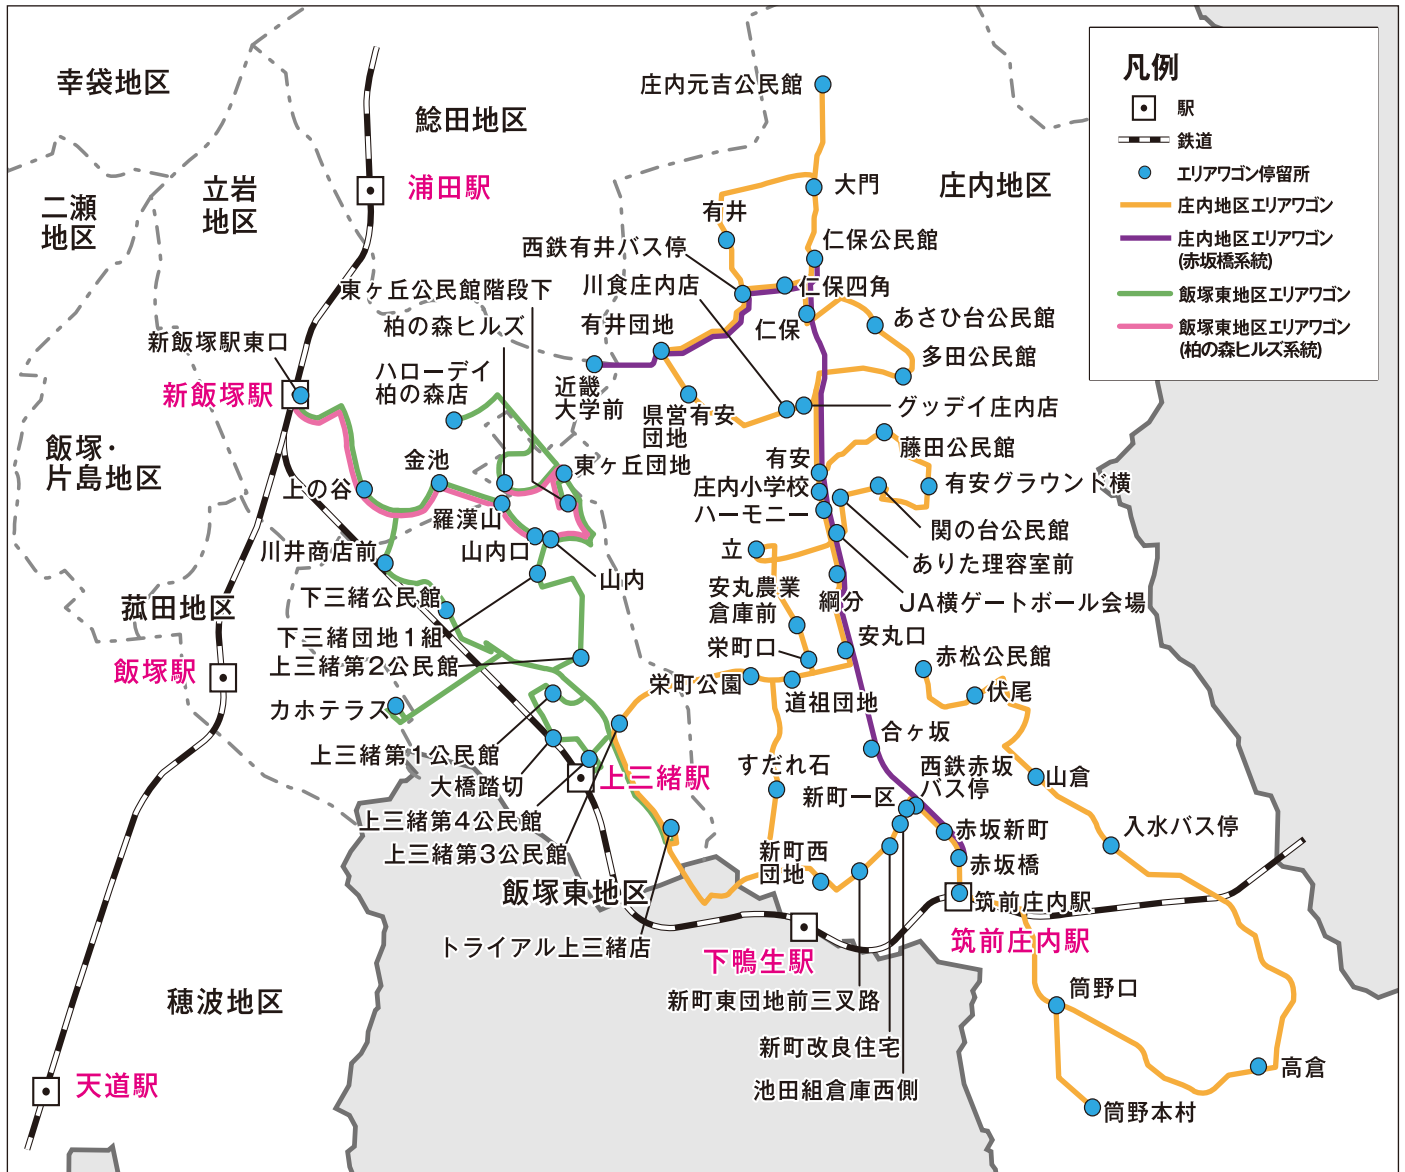 幸袋地区
鯰田地区
庄内元吉公民館
凡例
駅
鉄道
エリアワゴン停留所
庄内地区エリアワゴン
庄内地区エリアワゴン
(赤坂橋系統)
飯塚東地区エリアワゴン
飯塚東地区エリアワゴン
(柏の森ヒルズ系統)
二瀬
地区
立岩
地区
浦田駅
大門
庄内地区
有井
西鉄有井バス停
仁保公民館
川食庄内店
仁保四角
東ヶ丘公民館階段下
柏の森ヒルズ
有井団地
仁保
あさひ台公民館
新飯塚駅東口
多田公民館
ハローデイ
柏の森店
近畿
大学前
新飯塚駅
県営有安
団地
グッデイ庄内店
飯塚・
片島地区
金池
東ヶ丘団地
有安
藤田公民館
上の谷
庄内小学校
有安グラウンド横
羅漢山
ハーモニー
関の台公民館
川井商店前
山内口
山内
立
ありた理容室前
菰田地区
下三緒公民館
安丸農業
倉庫前
綱分
JA横ゲートボール会場
下三緒団地1組
上三緒第2公民館
栄町口
安丸口
赤松公民館
飯塚駅
栄町公園
道祖団地
伏尾
カホテラス
上三緒第1公民館
合ヶ坂
大橋踏切
上三緒駅
すだれ石
西鉄赤坂
バス停
山倉
新町一区
上三緒第4公民館
赤坂新町
入水バス停
上三緒第3公民館
新町西
団地
赤坂橋
飯塚東地区
筑前庄内駅
トライアル上三緒店
下鴨生駅
筑前庄内駅
穂波地区
新町東団地前三叉路
筒野口
新町改良住宅
天道駅
池田組倉庫西側
高倉
筒野本村